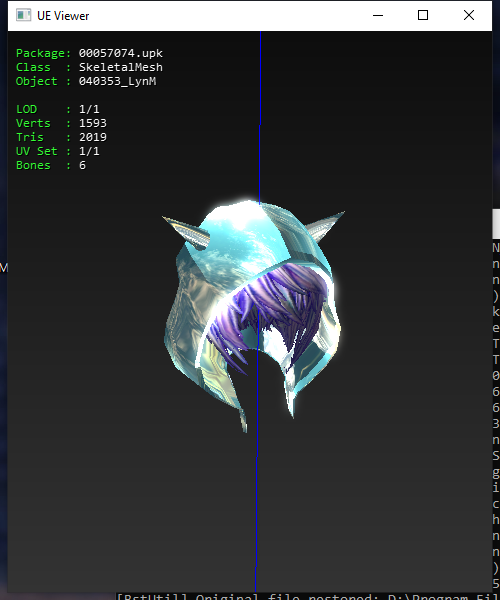 UE Viewer
Package: 00057074.upk
Class : SkeletalMesh
Object : 040353_LynM
LOD : 1/1
Verts : 1593
Tris : 2019
UV Set : 1/1
Bones : 6
M
N
n
n
)
k
e
T
T
0
6
6
3
n
S
g
i
c
h
n
n
)
5
[BstUtil] Original file restored: D:\Program Fil